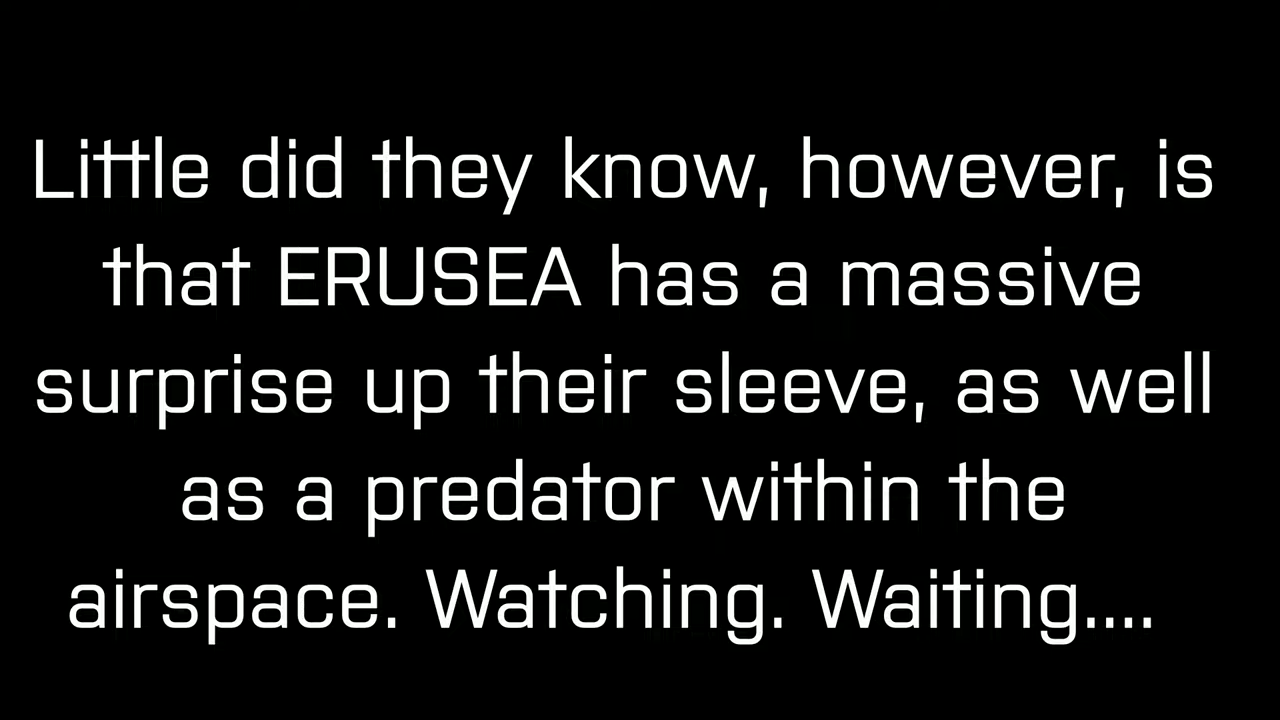 Little did they know, however, is
that ERUSEA has a massive
surprise up their sleeve, as well
as a predator within the
airspace. Watching. Waiting....